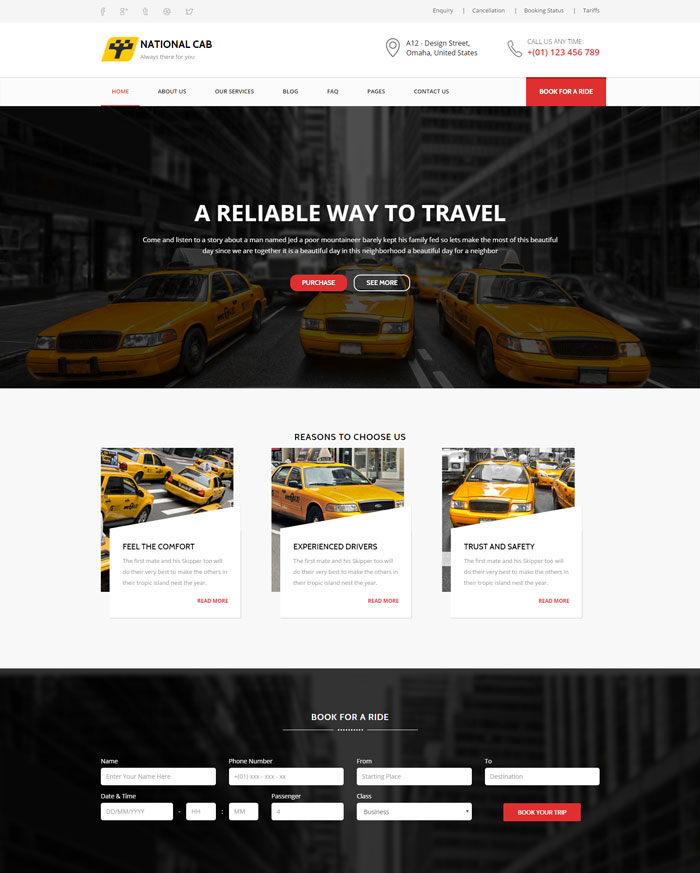 Enquiry | Cancellation | Booking Status | Tariffs
NATIONAL CAB
Always there for you
A12 - Design Street,
Omaha, United States
CALL US ANY TIME:
+(01) 123 456 789
HOME ABOUT US OUR SERVICES BLOG FAQ PAGES CONTACT US BOOK FOR A RIDE
A RELIABLE WAY TO TRAVEL
Come and listen to a story about a man named Jed a poor mountaineer barely kept his family fed so lets make the most of this beautiful
day since we are together it is a beautiful day in this neighborhood a beautiful day for a neighbor
PURCHASE SEE MORE
REASONS TO CHOOSE US
FEEL THE COMFORT
The first mate and his Skipper too will
do their very best to make the others in
their tropic island nest the year.
READ MORE
EXPERIENCED DRIVERS
The first mate and his Skipper too will
do their very best to make the others in
their tropic island nest the year.
READ MORE
TRUST AND SAFETY
The first mate and his Skipper too will
do their very best to make the others in
their tropic island nest the year.
READ MORE
BOOK FOR A RIDE
Name Phone Number From To
Enter Your Name Here +(01) xxx - xxx - xx Starting Place Destination
Date & Time Passenger Class
DD/MM/YYYY - HH : MM # Business BOOK YOUR TRIP